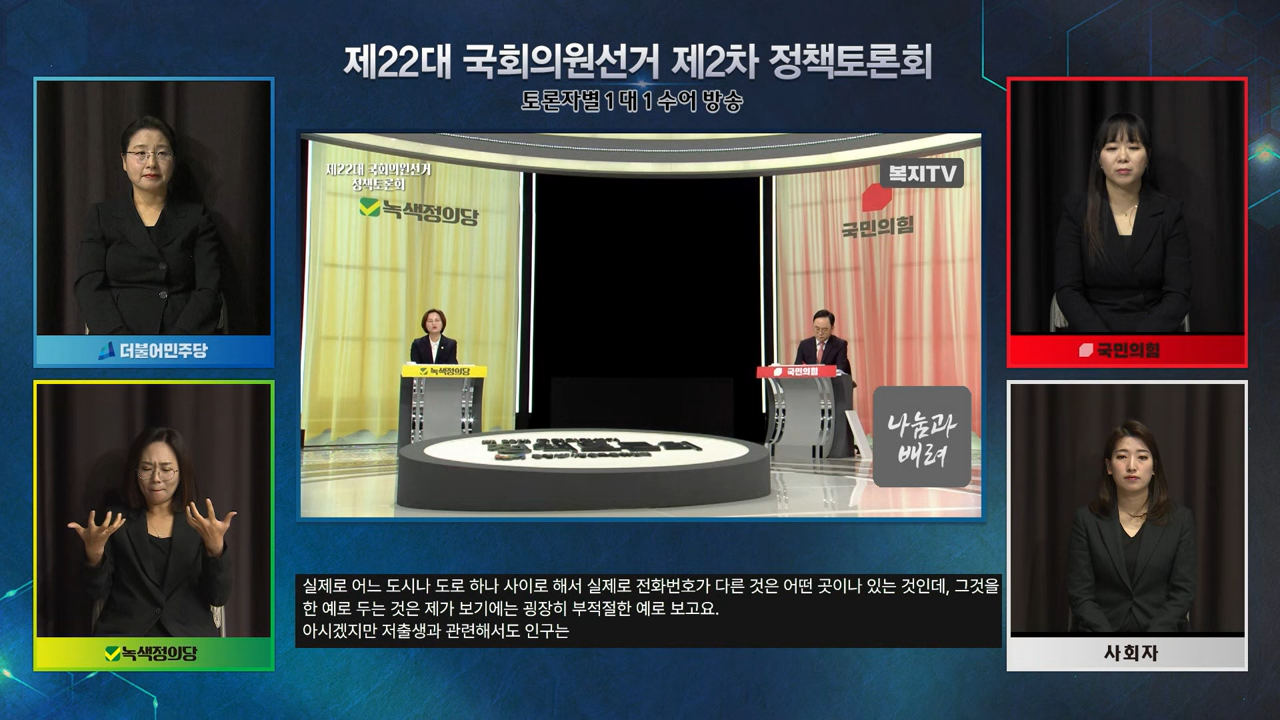 제22대 국회의원선거 제2차 정책토론회
토론자별 1대1 수어 방송
제22대 국회의원선거
정책토론회
녹색정의당
복지TV
국민의힘
녹색정의당
국민의힘
나눔과
배려
더불어민주당
국민의힘
녹색정의당
사회자
실제로 어느 도시나 도로 하나 사이로 해서 실제로 전화번호가 다른 것은 어떤 곳이나 있는 것인데, 그것을
한 예로 두는 것은 제가 보기에는 굉장히 부적절한 예로 보고요.
아시겠지만 저출생과 관련해서도 인구는